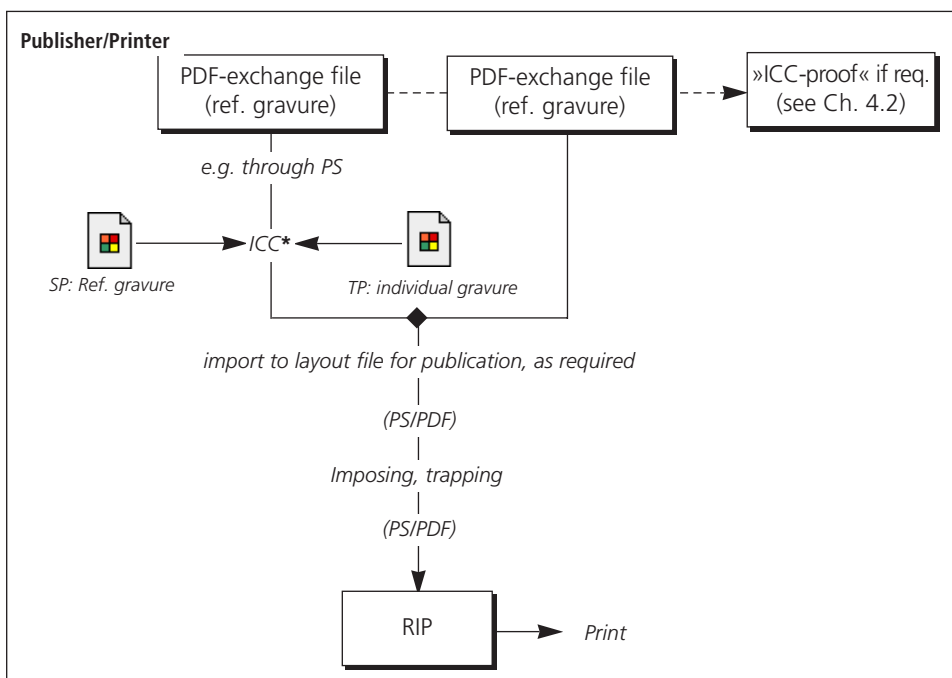 Publisher/Printer
PDF-exchange file
(ref. gravure)
PDF-exchange file
(ref. gravure)
»ICC-proof« if req.
(see Ch. 4.2)
e.g. through PS
ICC*
SP: Ref. gravure
TP: individual gravure
import to layout file for publication, as required
(PS/PDF)
Imposing, trapping
(PS/PDF)
RIP
Print